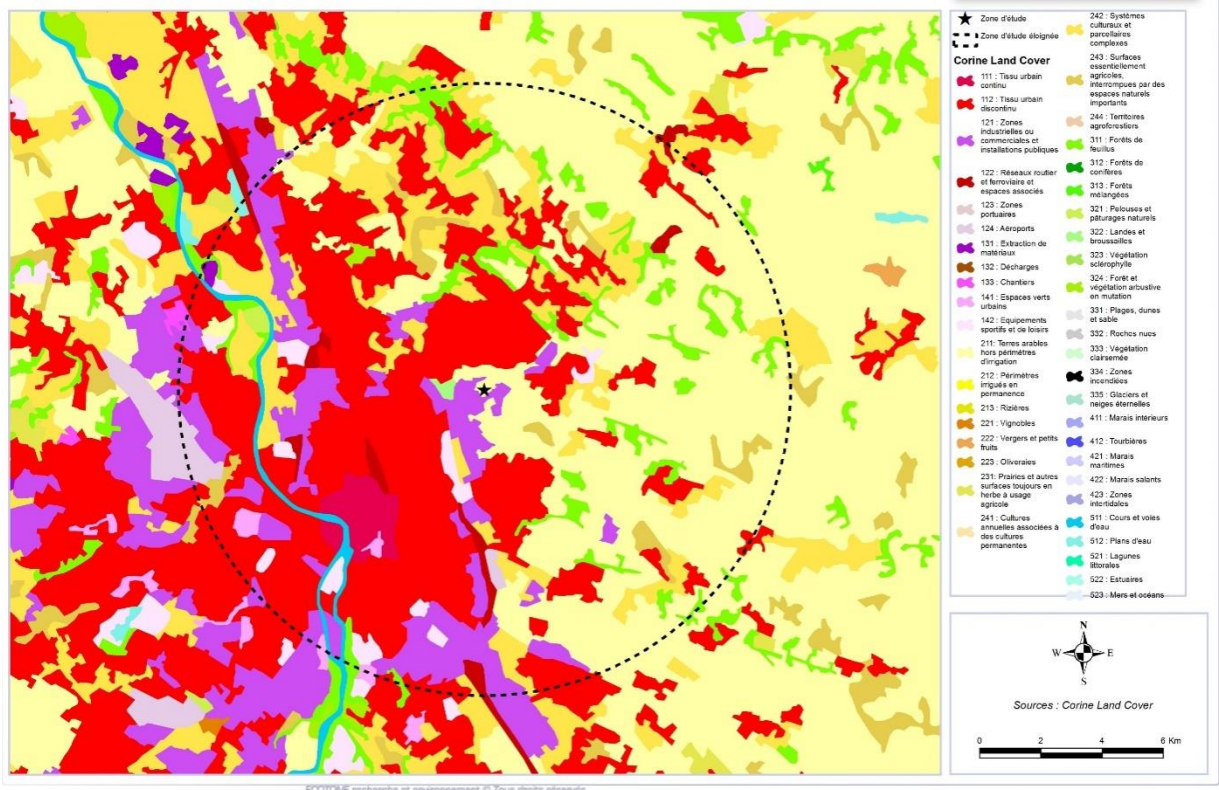 Zone d'étude
Zone d'étude éloignée
Corine Land Cover
111 : Tissu urbain
continu
112 : Tissu urbain
discontinu
121 : Zones
industrielles ou
commerciales et
installations publiques
122 : Réseaux routier
et ferroviaire et
espaces associés
123 : Zones
portuaires
124 : Aéroports
131 : Extraction de
matériaux
132 : Décharges
133 : Chantiers
141 : Espaces verts
urbains
142 : Equipements
sportifs et de loisirs
211: Terres arables
hors périmètres
d'irrigation
212 : Périmètres
irrigués en
permanence
213 : Rizières
221 : Vignobles
222 : Vergers et petits
fruits
223 : Oliveraies
231: Prairies et autres
surfaces toujours en
herbe à usage
agricole
241 : Cultures
annuelles associées à
des cultures
permanentes
242 : Systèmes
culturaux et
parcellaires
complexes
243 : Surfaces
essentiellement
agricoles,
interrompues par des
espaces naturels
importants
244 : Territoires
agroforestiers
311 : Forêts de
feuillus
312 : Forêts de
conifères
313 : Forêts
mélangées
321 : Pelouses et
pâturages naturels
322 : Landes et
broussailles
323 : Végétation
sclérophylle
324 : Forêt et
végétation arbustive
en mutation
331 : Plages, dunes
et sable
332 : Roches nues
333 : Végétation
clairsemée
334 : Zones
incendiées
335 : Glaciers et
neiges éternelles
411 : Marais intérieurs
412 : Tourbières
421 : Marais
maritimes
422 : Marais salants
423 : Zones
intertidales
511 : Cours et voies
d'eau
512 : Plans d'eau
521 : Lagunes
littorales
522 : Estuaires
523 : Mers et océans
N
W E
S
Sources : Corine Land Cover
0 2 4 6 Km
ECOTONE recherche et environnement © Tous droits réservés